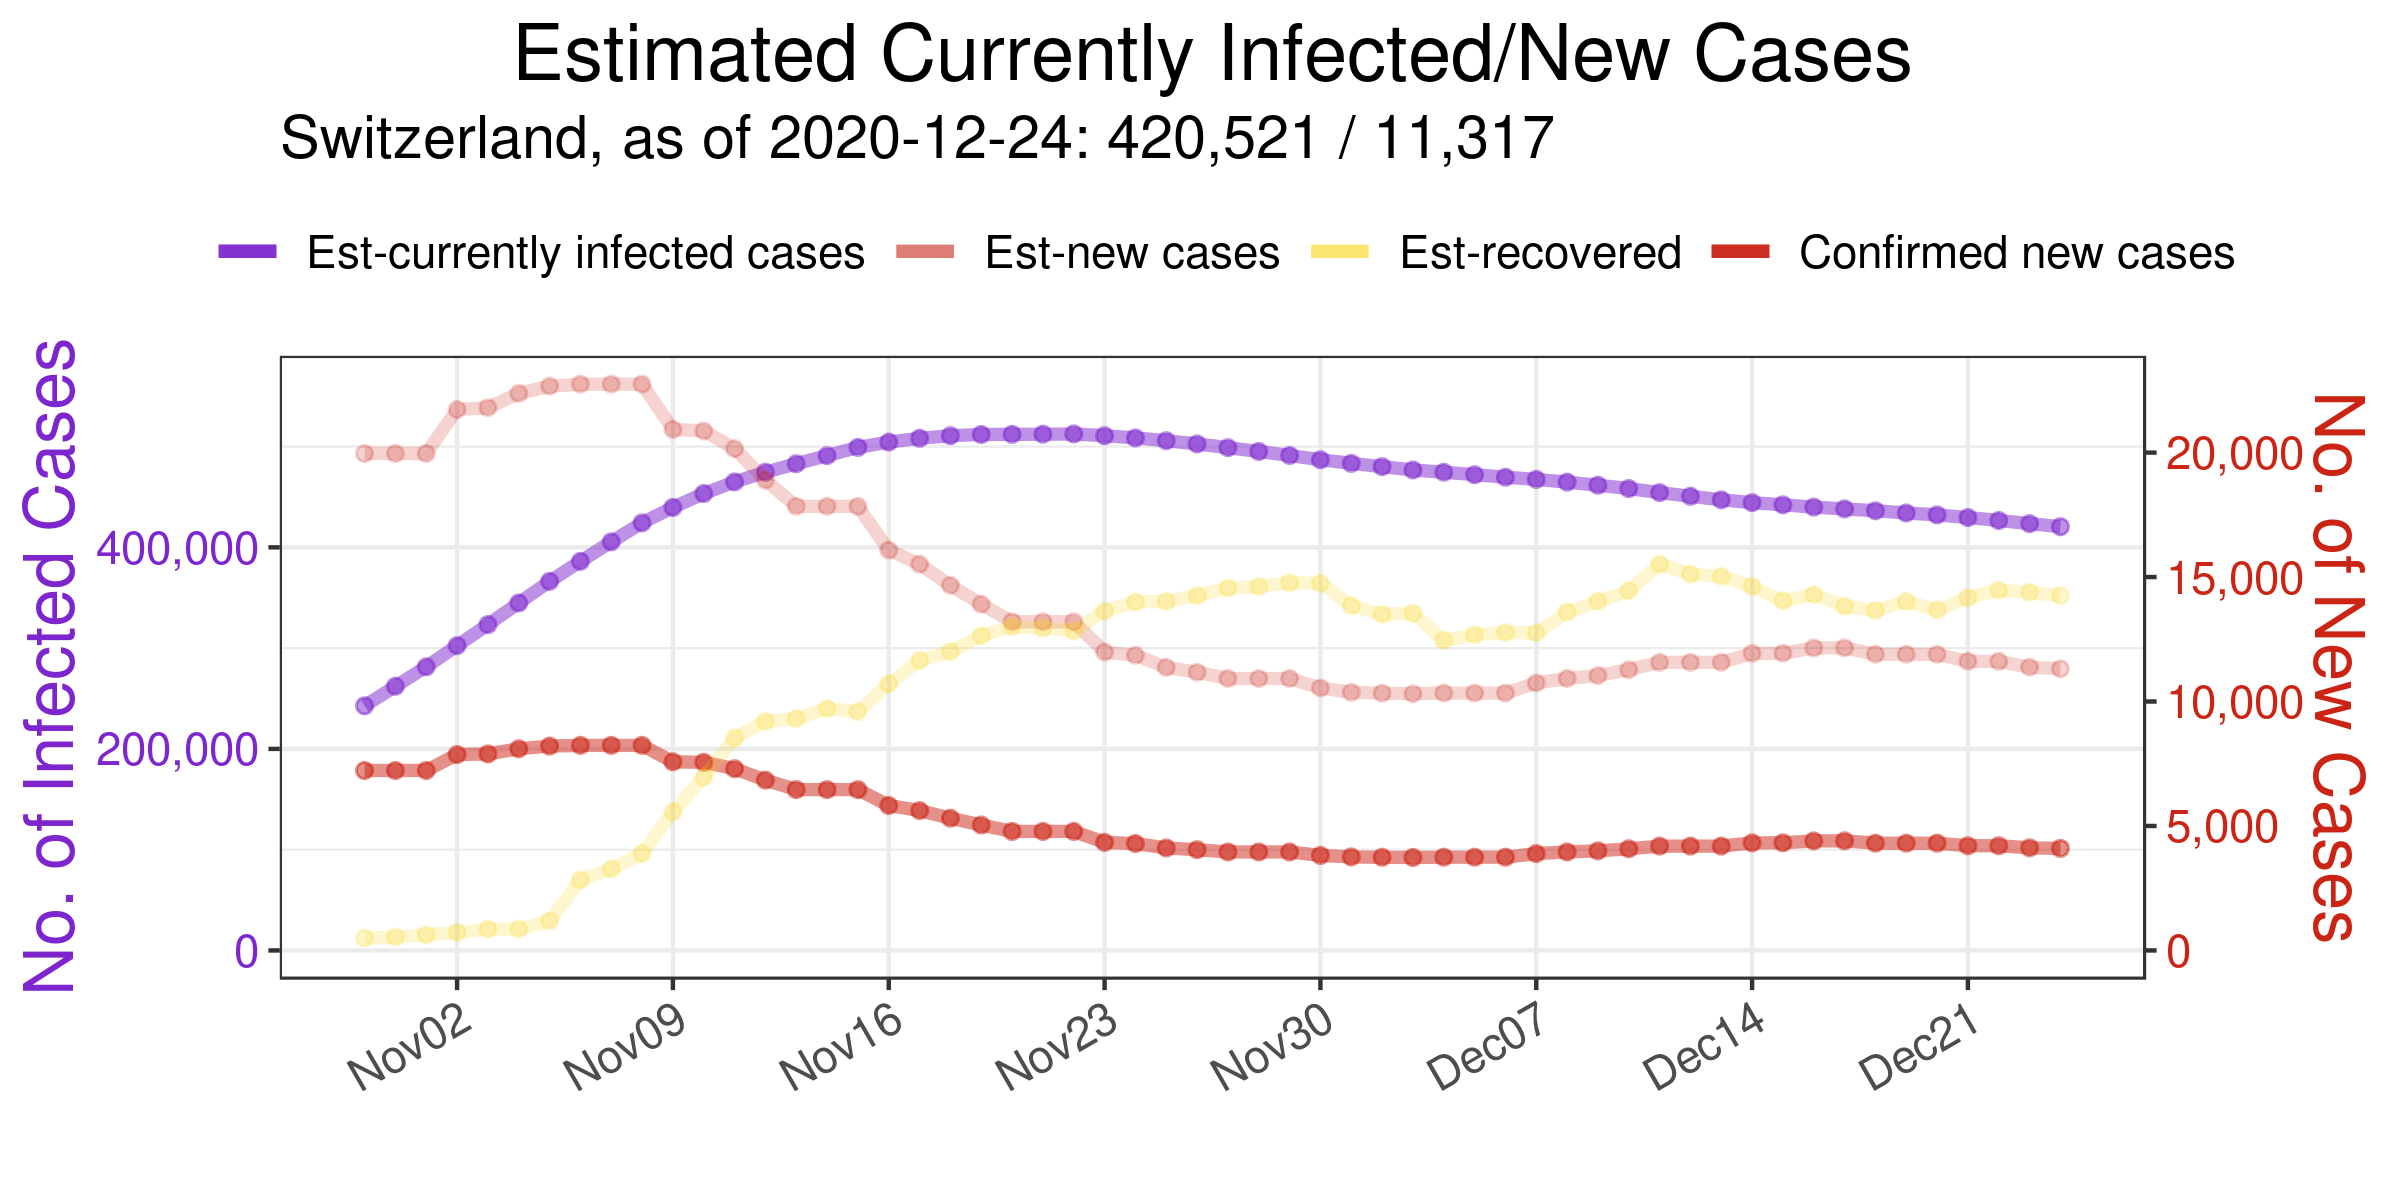 Estimated Currently Infected/New Cases
Switzerland, as of 2020-12-24: 420,521 / 11,317
Est-currently infected cases Est-new cases Est-recovered Confirmed new cases
No. of Infected Cases
400,000
200,000
0
20,000
15,000
10,000
5,000
0
No. of New Cases
Nov02 Nov09 Nov16 Nov23 Nov30 Dec07 Dec14 Dec21